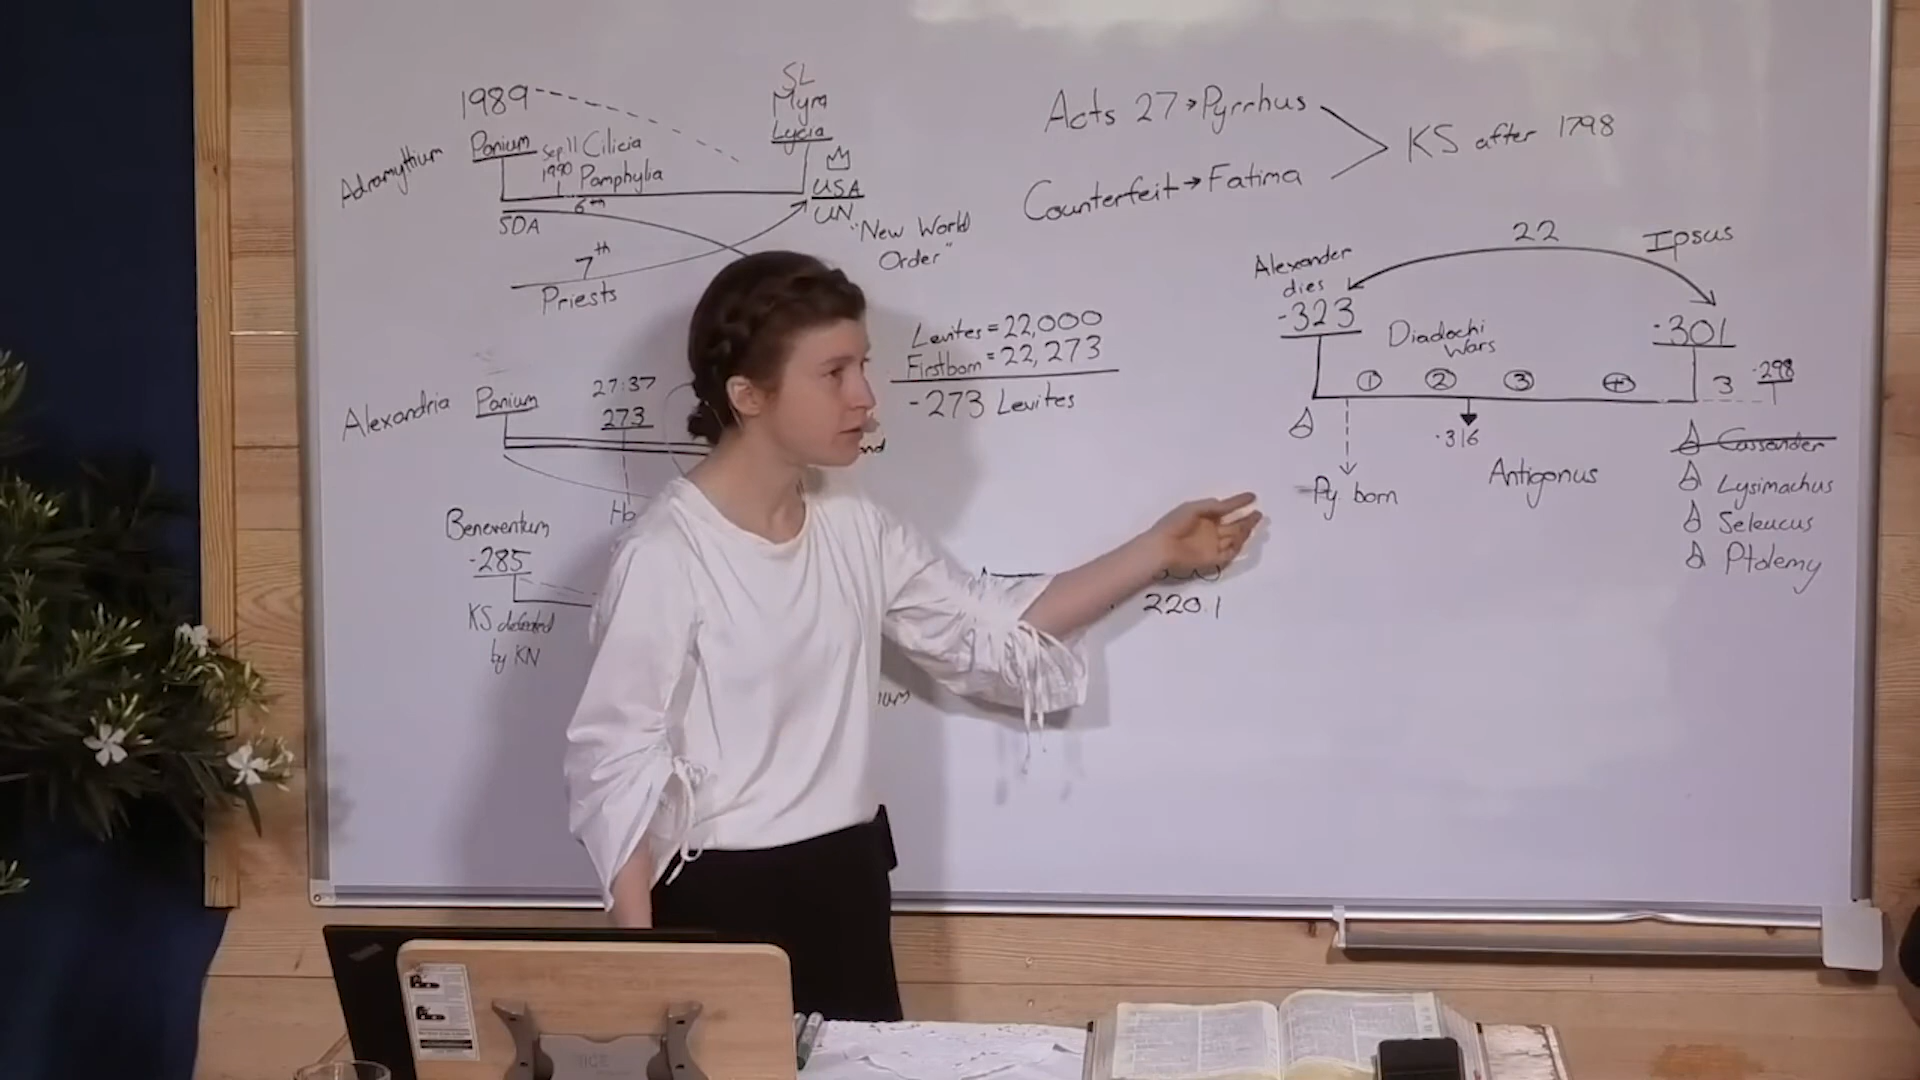 1989
SL
Myra
Lycia
Adramyttium
Panium
Sep 11
1990
Cilicia
Pamphylia
USA
UN
6th
SDA
"New World
Order"
7th
Priests
Acts 27 → Pyrrhus
Counterfeit → Fatima
KS after 1798
Levites = 22,000
Firstborn = 22,273
-273 Levites
Alexandria
Panium
27:37
273
Beneventum
-285
KS defeated
by KN
220.1
Alexander
dies
-323
22
Ipsus
-301
Diadochi
Wars
1 2 3 4
3 -298
-316
Py born
Antigonus
Cassander
Lysimachus
Seleucus
Ptolemy